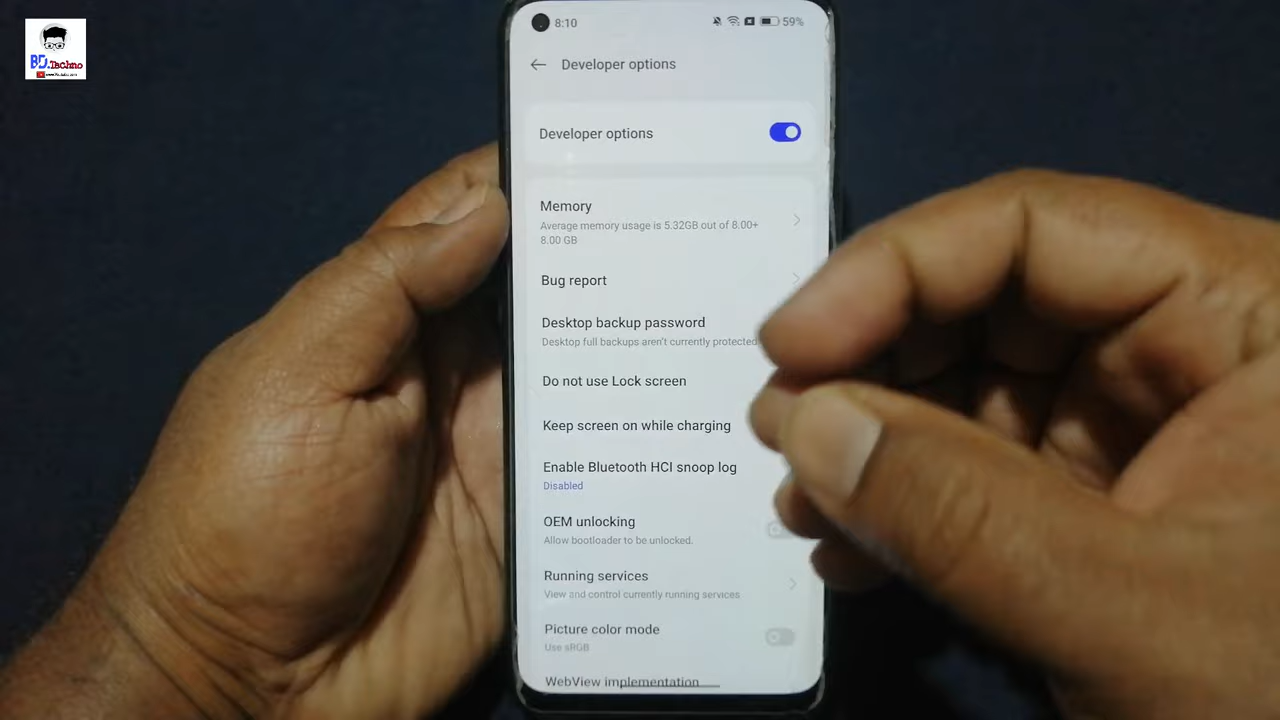 BD.Techno
8:10
59%
Developer options
Developer options
Memory
Average memory usage is 5.32GB out of 8.00+
8.00 GB
Bug report
Desktop backup password
Desktop full backups aren't currently protected
Do not use Lock screen
Keep screen on while charging
Enable Bluetooth HCI snoop log
Disabled
OEM unlocking
Allow bootloader to be unlocked.
Running services
View and control currently running services
Picture color mode
Use sRGB
WebView implementation